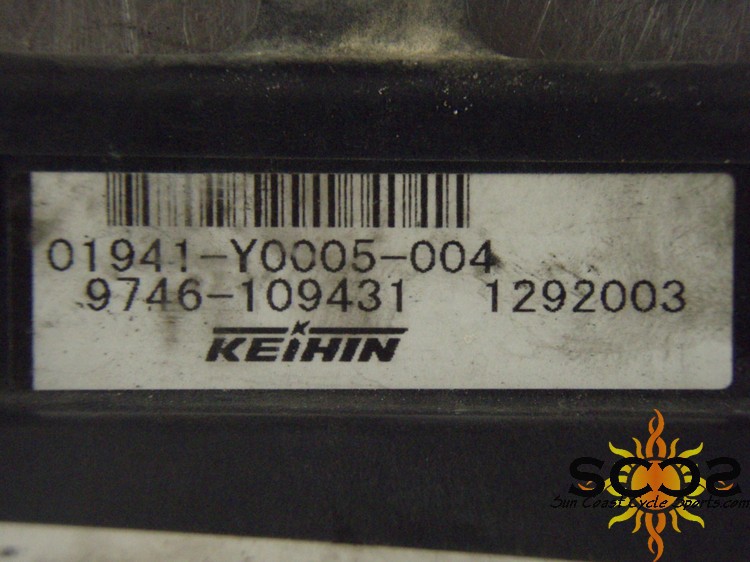 01941-Y0005-004
9746-109431 1292003
KEIHIN
SCCS
Sun Coast Cycle Sports.com